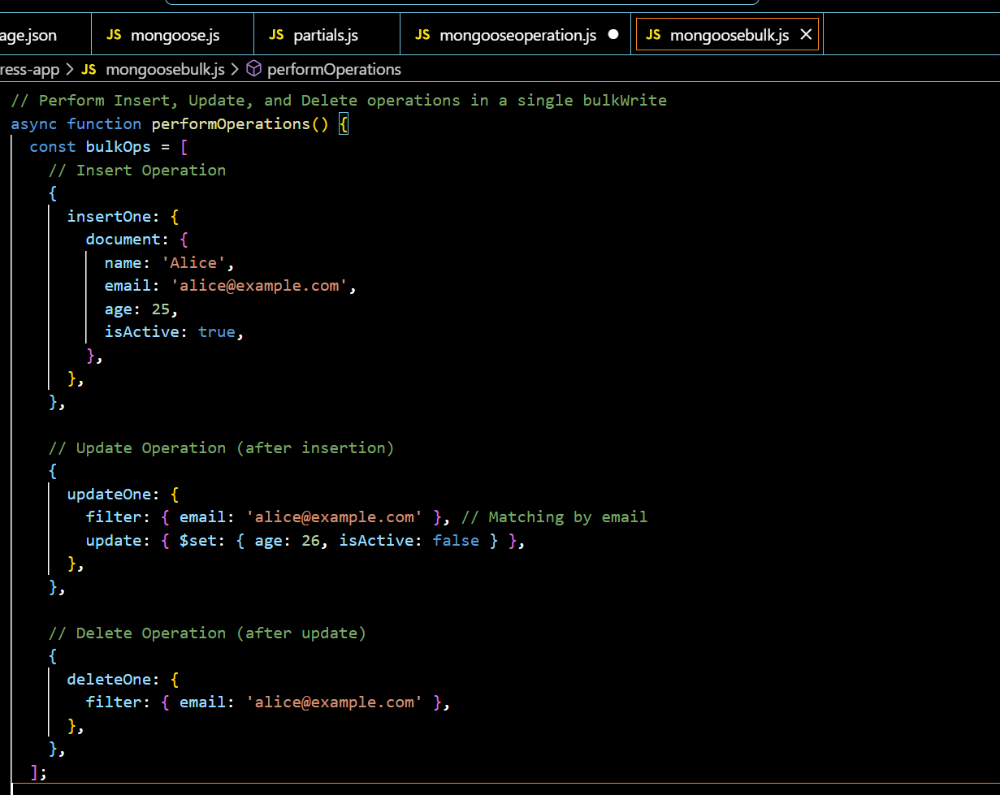 age.json JS mongoose.js JS partials.js JS mongooseoperation.js JS mongoosebulk.js
ress-app > JS mongoosebulk.js > performOperations
// Perform Insert, Update, and Delete operations in a single bulkWrite
async function performOperations() {
  const bulkOps = [
    // Insert Operation
    {
      insertOne: {
        document: {
          name: 'Alice',
          email: 'alice@example.com',
          age: 25,
          isActive: true,
        },
      },
    },

    // Update Operation (after insertion)
    {
      updateOne: {
        filter: { email: 'alice@example.com' }, // Matching by email
        update: { $set: { age: 26, isActive: false } },
      },
    },

    // Delete Operation (after update)
    {
      deleteOne: {
        filter: { email: 'alice@example.com' },
      },
    },
  ];